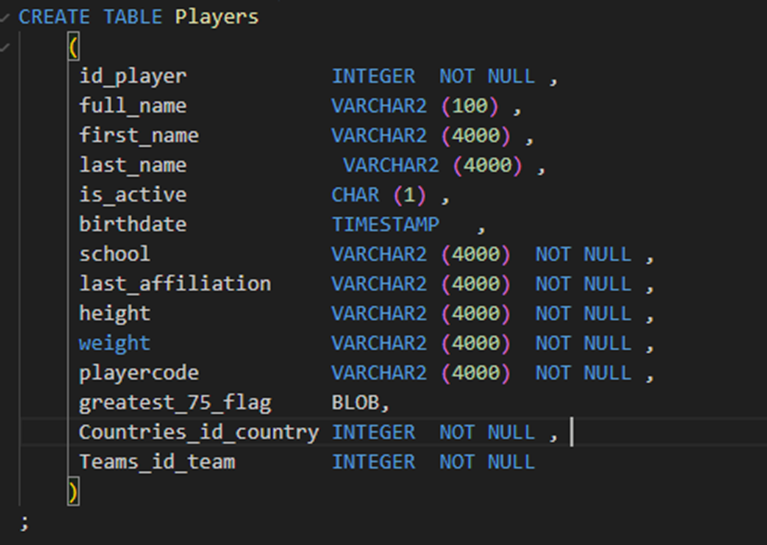 CREATE TABLE Players
(
id_player INTEGER NOT NULL ,
full_name VARCHAR2 (100) ,
first_name VARCHAR2 (4000) ,
last_name VARCHAR2 (4000) ,
is_active CHAR (1) ,
birthdate TIMESTAMP ,
school VARCHAR2 (4000) NOT NULL ,
last_affiliation VARCHAR2 (4000) NOT NULL ,
height VARCHAR2 (4000) NOT NULL ,
weight VARCHAR2 (4000) NOT NULL ,
playercode VARCHAR2 (4000) NOT NULL ,
greatest_75_flag BLOB,
Countries_id_country INTEGER NOT NULL ,
Teams_id_team INTEGER NOT NULL
)
;